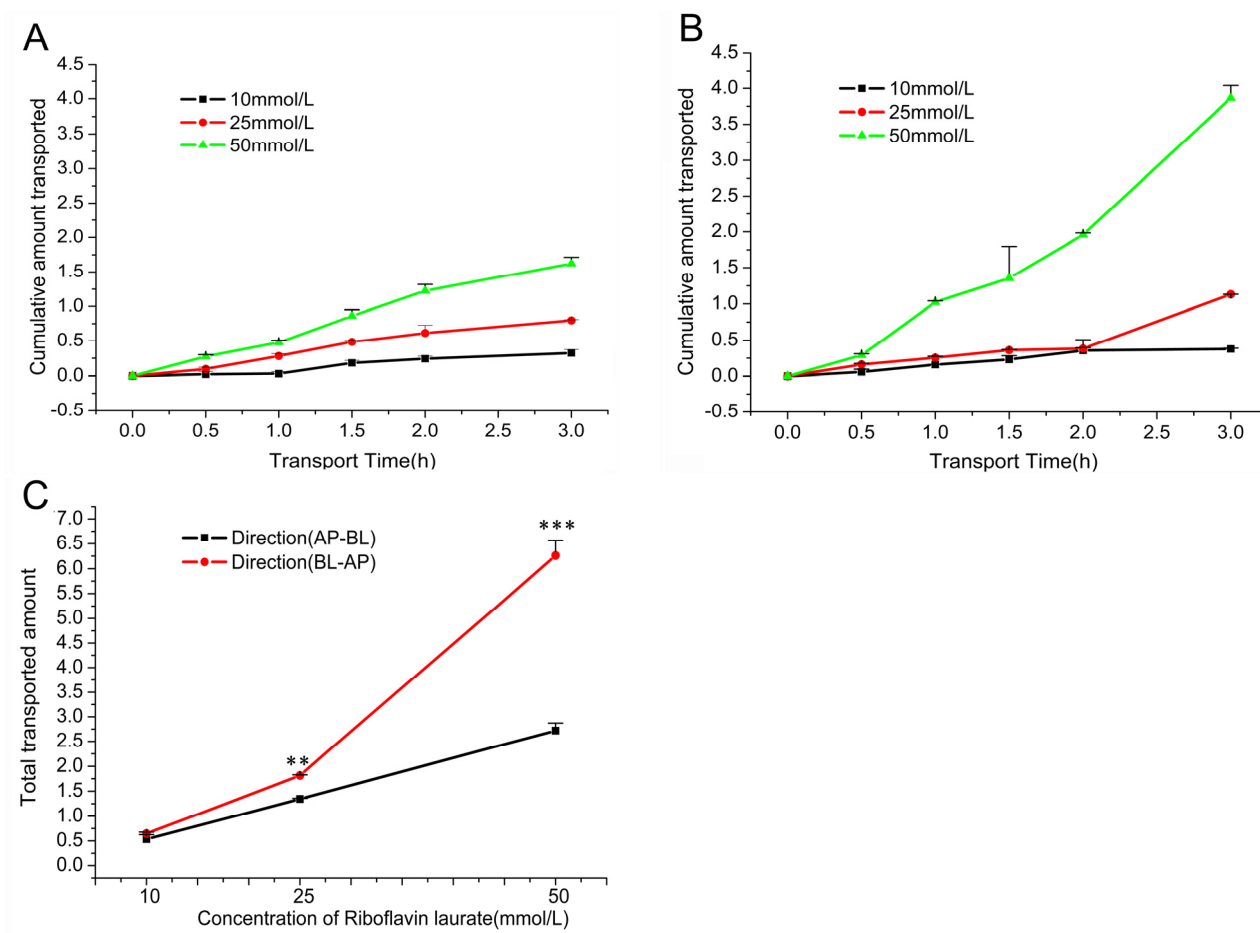 A
Cumulative amount transported
4.5
4.0
3.5
3.0
2.5
2.0
1.5
1.0
0.5
0.0
-0.5
10mmol/L
25mmol/L
50mmol/L
0.0 0.5 1.0 1.5 2.0 2.5 3.0
Transport Time(h)
B
Cumulative amount transported
4.5
4.0
3.5
3.0
2.5
2.0
1.5
1.0
0.5
0.0
-0.5
10mmol/L
25mmol/L
50mmol/L
0.0 0.5 1.0 1.5 2.0 2.5 3.0
Transport Time(h)
C
Total transported amount
7.0
6.5
6.0
5.5
5.0
4.5
4.0
3.5
3.0
2.5
2.0
1.5
1.0
0.5
0.0
Direction(AP-BL)
Direction(BL-AP)
***
**
10 25 50
Concentration of Riboflavin laurate(mmol/L)